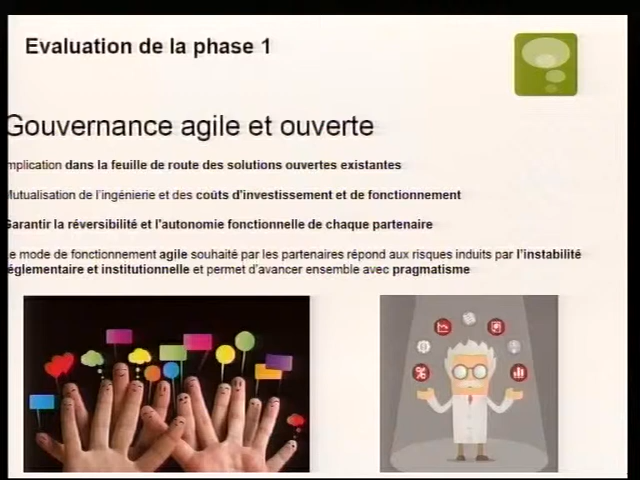 Evaluation de la phase 1
Gouvernance agile et ouverte
mplication dans la feuille de route des solutions ouvertes existantes
Mutualisation de l'ingénierie et des coûts d'investissement et de fonctionnement
Garantir la réversibilité et l'autonomie fonctionnelle de chaque partenaire
Le mode de fonctionnement agile souhaité par les partenaires répond aux risques induits par l'instabilité
églementaire et institutionnelle et permet d'avancer ensemble avec pragmatisme
%